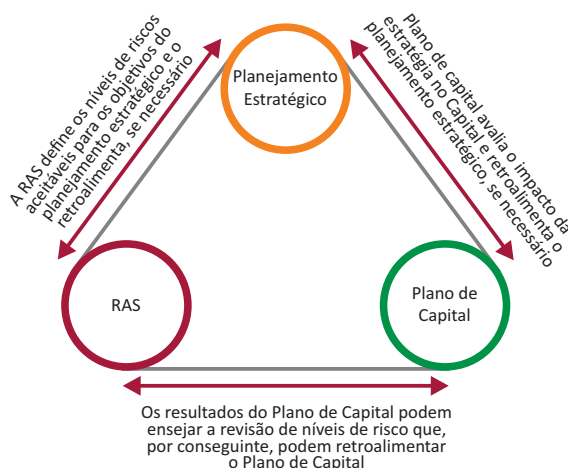 Planejamento
Estratégico
A RAS define os níveis de riscos
aceitáveis para os objetivos do
planejamento estratégico e o
retroalimenta, se necessário
Plano de capital avalia o impacto da
estratégia no Capital e retroalimenta o
planejamento estratégico, se necessário
RAS
Plano de
Capital
Os resultados do Plano de Capital podem
ensejar a revisão de níveis de risco que,
por conseguinte, podem retroalimentar
o Plano de Capital